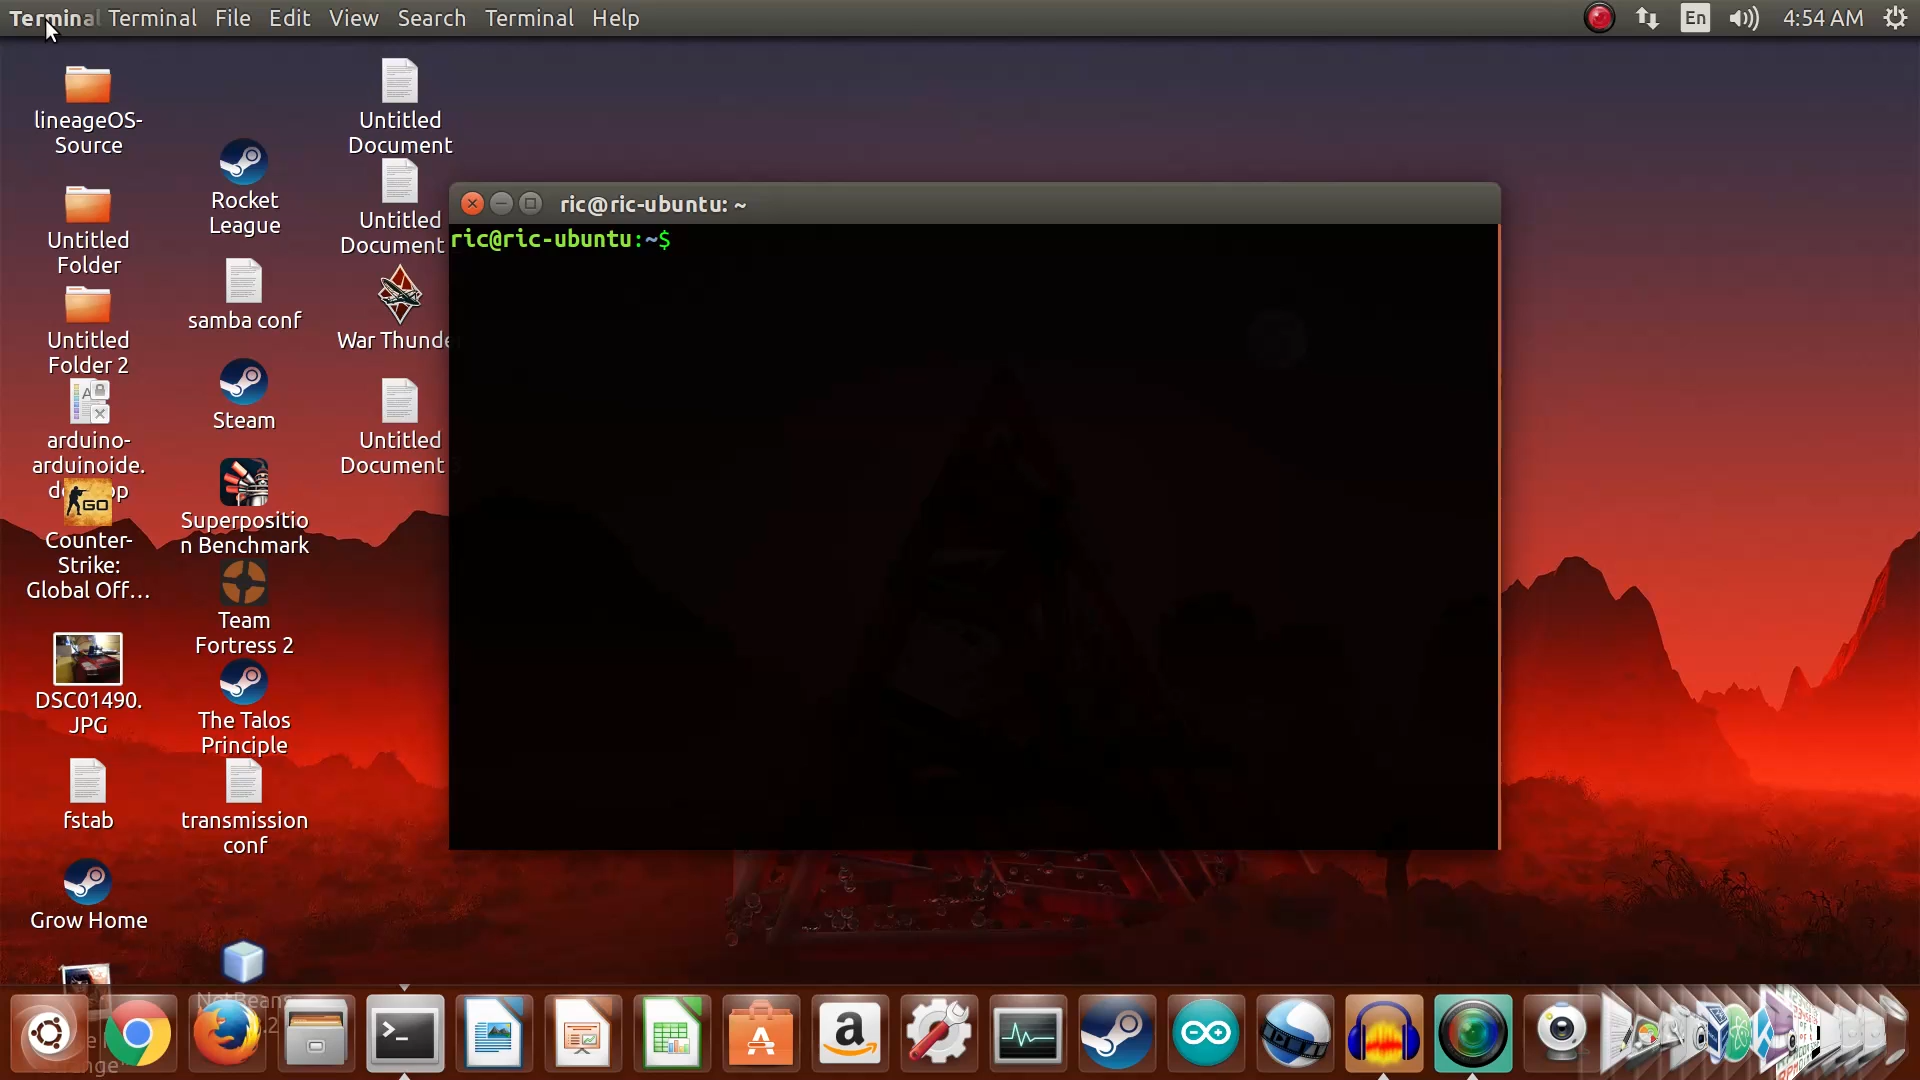 Terminal Terminal File Edit View Search Terminal Help
En 4:54 AM
lineageOS-
Source
Untitled
Folder
Untitled
Folder 2
arduino-
arduinoide.
Counter-
Strike:
Global Off...
GO
DSC01490.
JPG
fstab
Grow Home
Rocket
League
samba conf
Steam
Superpositio
n Benchmark
Team
Fortress 2
The Talos
Principle
transmission
conf
NetBeans
Untitled
Document
Untitled
Document
War Thunde
Untitled
Document
ric@ric-ubuntu: ~
ric@ric-ubuntu:~$
>_
A
a